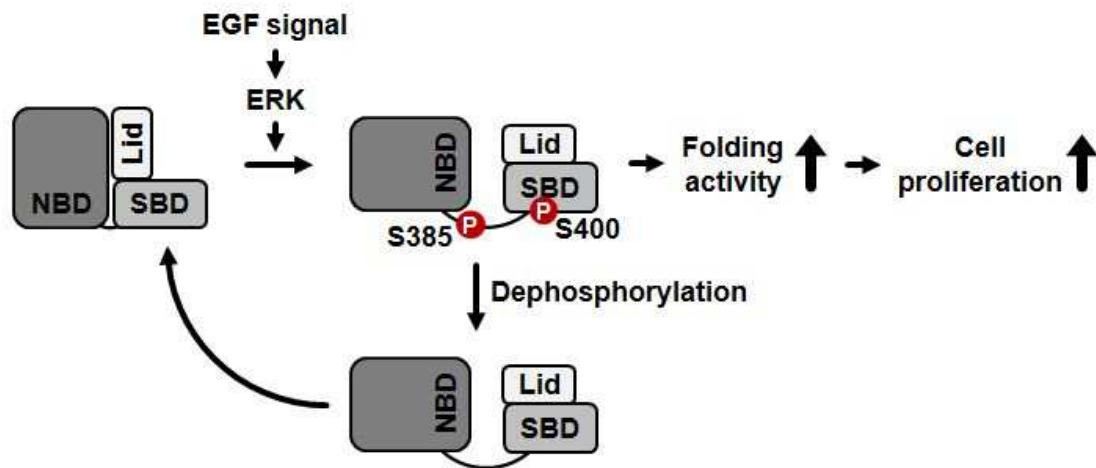 EGF signal
ERK
Lid
NBD
SBD
NBD
Lid
SBD
P
P
S385
S400
Folding
activity
Cell
proliferation
Dephosphorylation
NBD
Lid
SBD